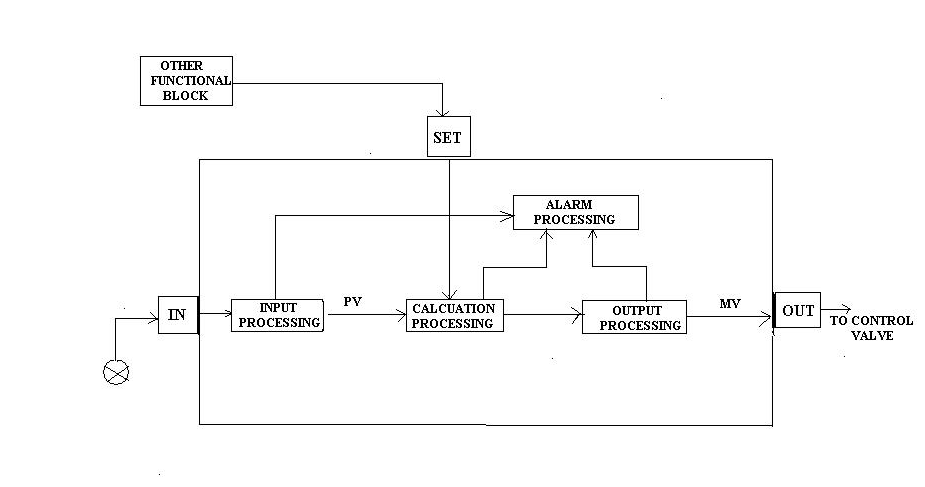 OTHER
FUNCTIONAL
BLOCK
SET
ALARM
PROCESSING
IN
INPUT
PROCESSING
PV
CALCUATION
PROCESSING
OUTPUT
PROCESSING
MV
OUT
TO CONTROL
VALVE